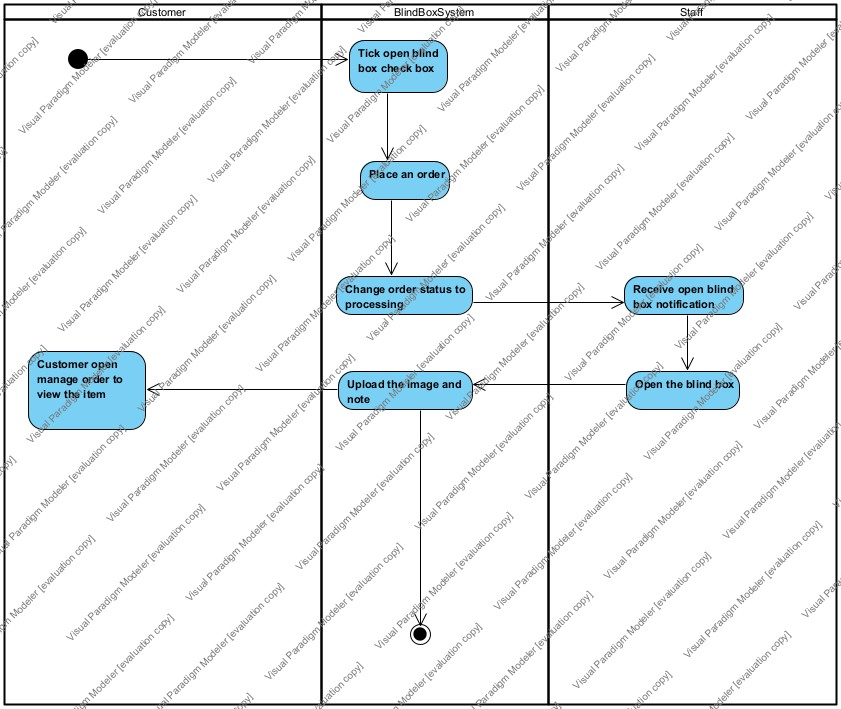 Customer
BlindBoxSystem
Staff
Tick open blind
box check box
Place an order
Change order status to
processing
Receive open blind
box notification
Customer open
manage order to
view the item
Upload the image and
note
Open the blind box
Visual Paradigm Modeler [evaluation copy]